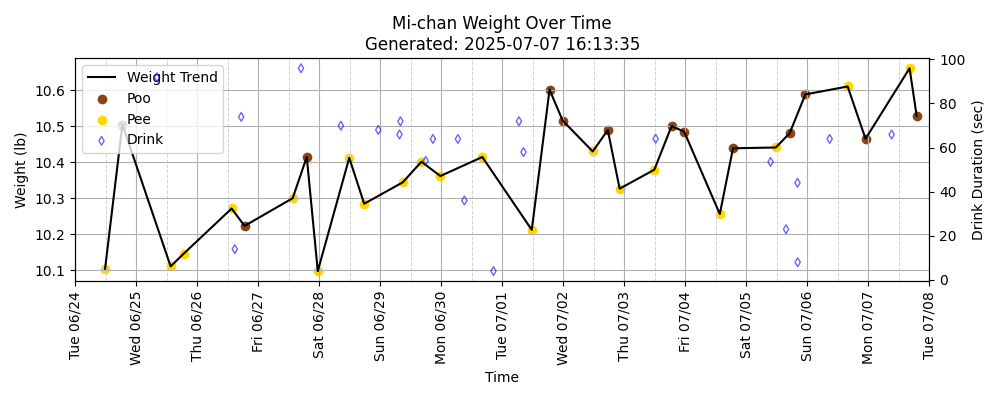 Mi-chan Weight Over Time
Generated: 2025-07-07 16:13:35
Weight Trend
Poo
Pee
Drink
Weight (lb)
10.6
10.5
10.4
10.3
10.2
10.1
Drink Duration (sec)
100
80
60
40
20
0
Tue 06/24
Wed 06/25
Thu 06/26
Fri 06/27
Sat 06/28
Sun 06/29
Mon 06/30
Tue 07/01
Wed 07/02
Thu 07/03
Fri 07/04
Sat 07/05
Sun 07/06
Mon 07/07
Tue 07/08
Time